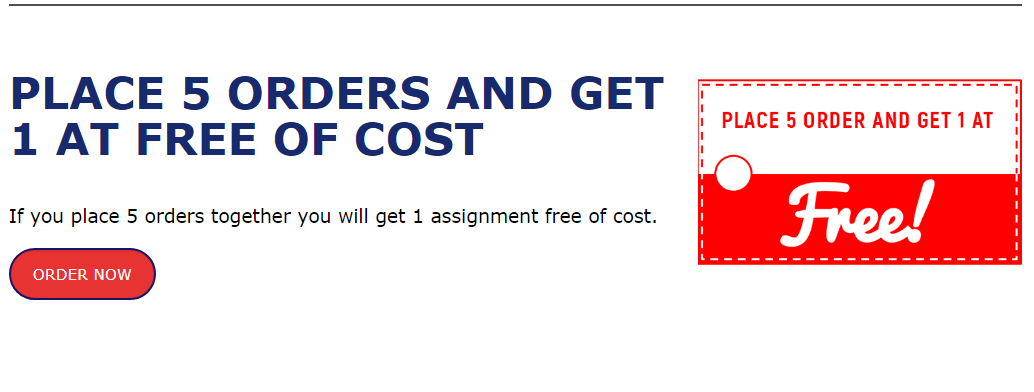 PLACE 5 ORDERS AND GET
1 AT FREE OF COST
If you place 5 orders together you will get 1 assignment free of cost.
ORDER NOW
PLACE 5 ORDER AND GET 1 AT
Free!